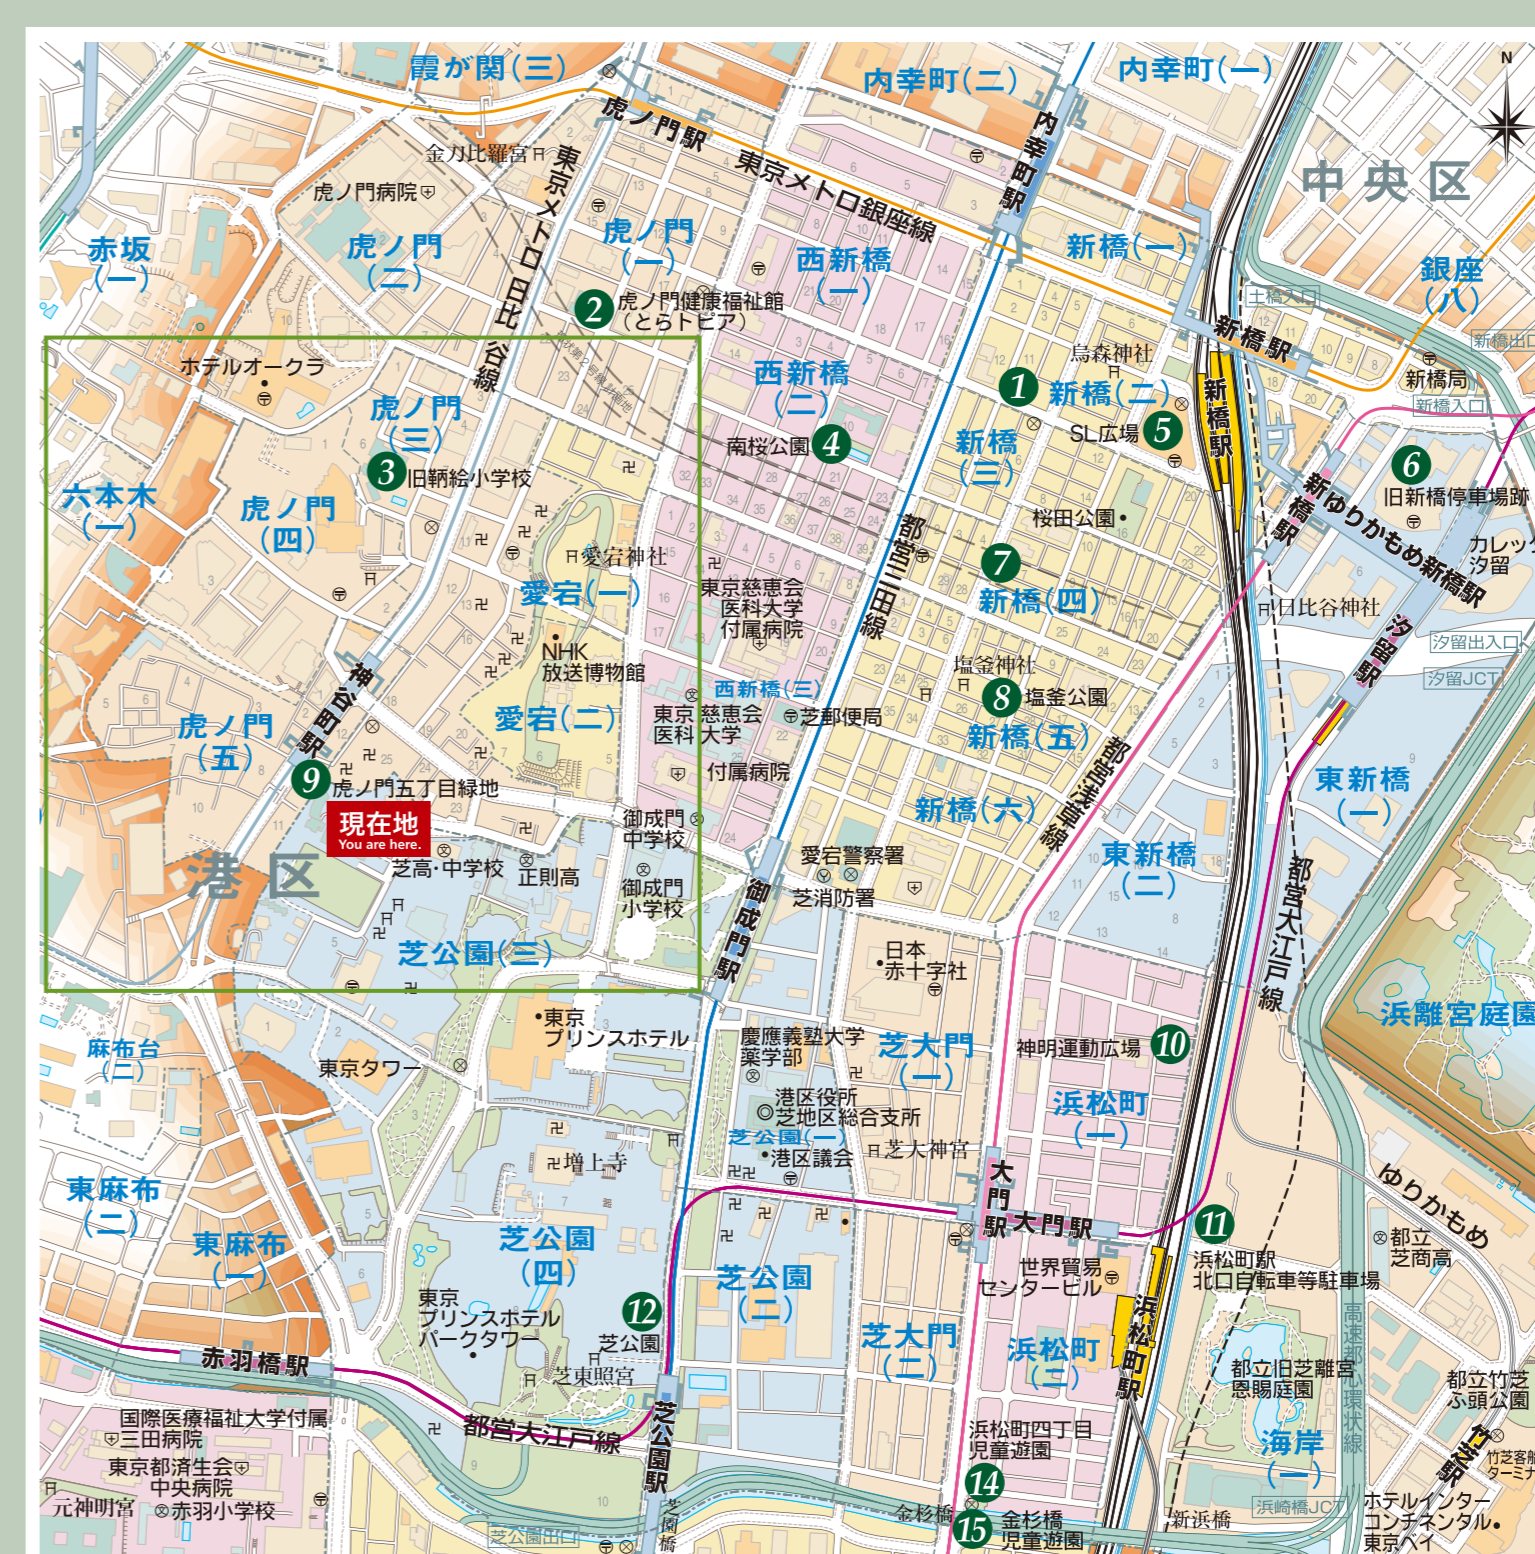 霞が関(三)
内幸町(二)
内幸町(一)
N
虎ノ門駅
内幸町駅
金刀比羅宮
東京メトロ日比谷線
東京メトロ銀座線
中央区
虎ノ門病院
赤坂
(一)
虎ノ門
(二)
虎ノ門
(一)
西新橋
(一)
新橋(一)
銀座
(八)
土橋入口
2
虎ノ門健康福祉館
(とらトピア)
新橋駅
新橋出口
ホテルオークラ
烏森神社
新橋局
新橋入口
虎ノ門
(三)
西新橋
(二)
1
新橋(二)
新橋駅
SL広場
5
南桜公園
4
新橋
(三)
6
旧新橋停車場跡
3
旧鞆絵小学校
六本木
(一)
虎ノ門
(四)
桜田公園
新橋駅
ゆりかもめ新橋駅
カレッタ
汐留
都営三田線
愛宕神社
愛宕(一)
7
新橋(四)
東京慈恵会
医科大学
付属病院
日比谷神社
汐留駅
汐留出入口
汐留JCT
NHK
放送博物館
塩釜神社
8
塩釜公園
神谷町駅
西新橋(三)
愛宕(二)
東京慈恵会
医科大学
芝郵便局
虎ノ門
(五)
新橋(五)
都営浅草線
付属病院
東新橋
(一)
9
虎ノ門五丁目緑地
現在地
You are here.
新橋(六)
御成門
中学校
港区
芝高・中学校
正則高
愛宕警察署
芝消防署
東新橋
(二)
都営大江戸線
御成門
小学校
御成門駅
芝公園(三)
日本
赤十字社
浜離宮庭園
東京
プリンスホテル
慶應義塾大学
薬学部
芝大門
(一)
神明運動広場
10
麻布台
(二)
東京タワー
港区役所
芝地区総合支所
浜松町
(一)
芝公園(一)
港区議会
芝大神宮
増上寺
東麻布
(二)
大門駅
大門駅
ゆりかもめ
東麻布
(一)
芝公園
(四)
11
浜松町駅
北口自転車等駐車場
都立
芝商高
世界貿易
センタービル
芝公園
(二)
東京
プリンスホテル
パークタワー
12
芝公園
芝大門
(二)
浜松町
(二)
浜松町駅
高速都心環状線
赤羽橋駅
芝東照宮
都立旧芝離宮
恩賜庭園
都立竹芝
ふ頭公園
国際医療福祉大学付属
三田病院
都営大江戸線
芝公園駅
浜松町四丁目
児童遊園
海岸
(一)
竹芝駅
竹芝客船
ターミナ
東京都済生会
中央病院
14
元神明宮
赤羽小学校
芝公園出口
芝園橋
金杉橋
15
金杉橋
児童遊園
新浜橋
浜崎橋JCT
ホテルインター
コンチネンタル
東京ベイ